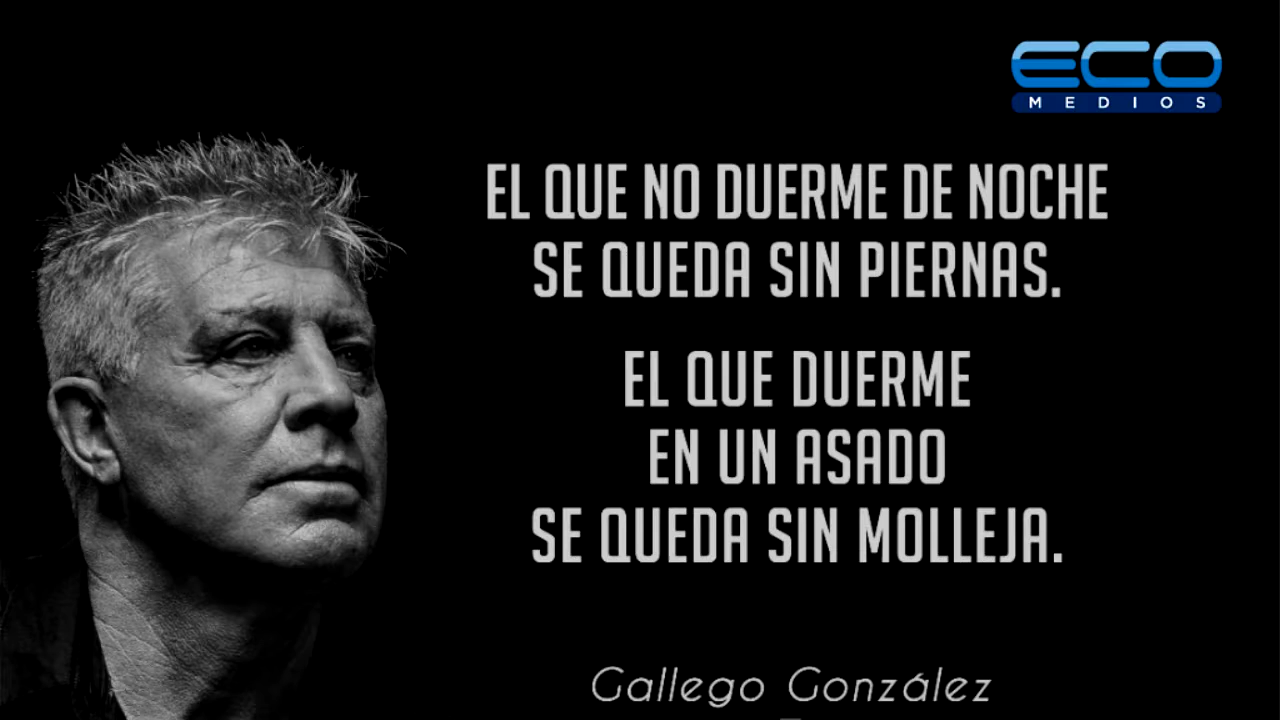 ECO
MEDIOS
EL QUE NO DUERME DE NOCHE
SE QUEDA SIN PIERNAS.
EL QUE DUERME
EN UN ASADO
SE QUEDA SIN MOLLEJA.
Gallego González